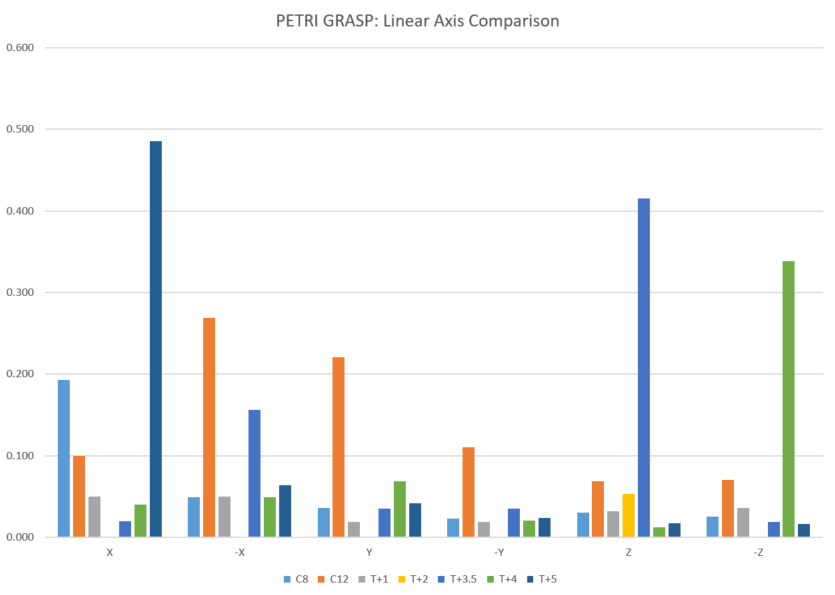 PETRI GRASP: Linear Axis Comparison
0.600
0.500
0.400
0.300
0.200
0.100
0.000
X -X Y -Y Z -Z
C8 C12 T+1 T+2 T+3.5 T+4 T+5